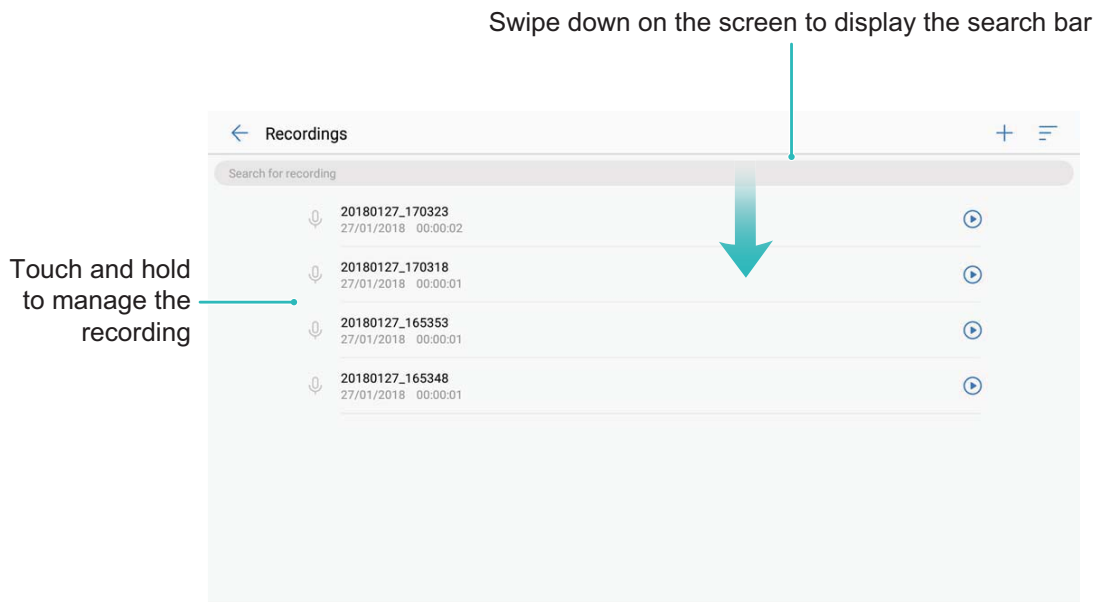 Swipe down on the screen to display the search bar
Recordings
Search for recording
20180127_170323
27/01/2018 00:00:02
20180127_170318
27/01/2018 00:00:01
20180127_165353
27/01/2018 00:00:01
20180127_165348
27/01/2018 00:00:01
Touch and hold
to manage the
recording